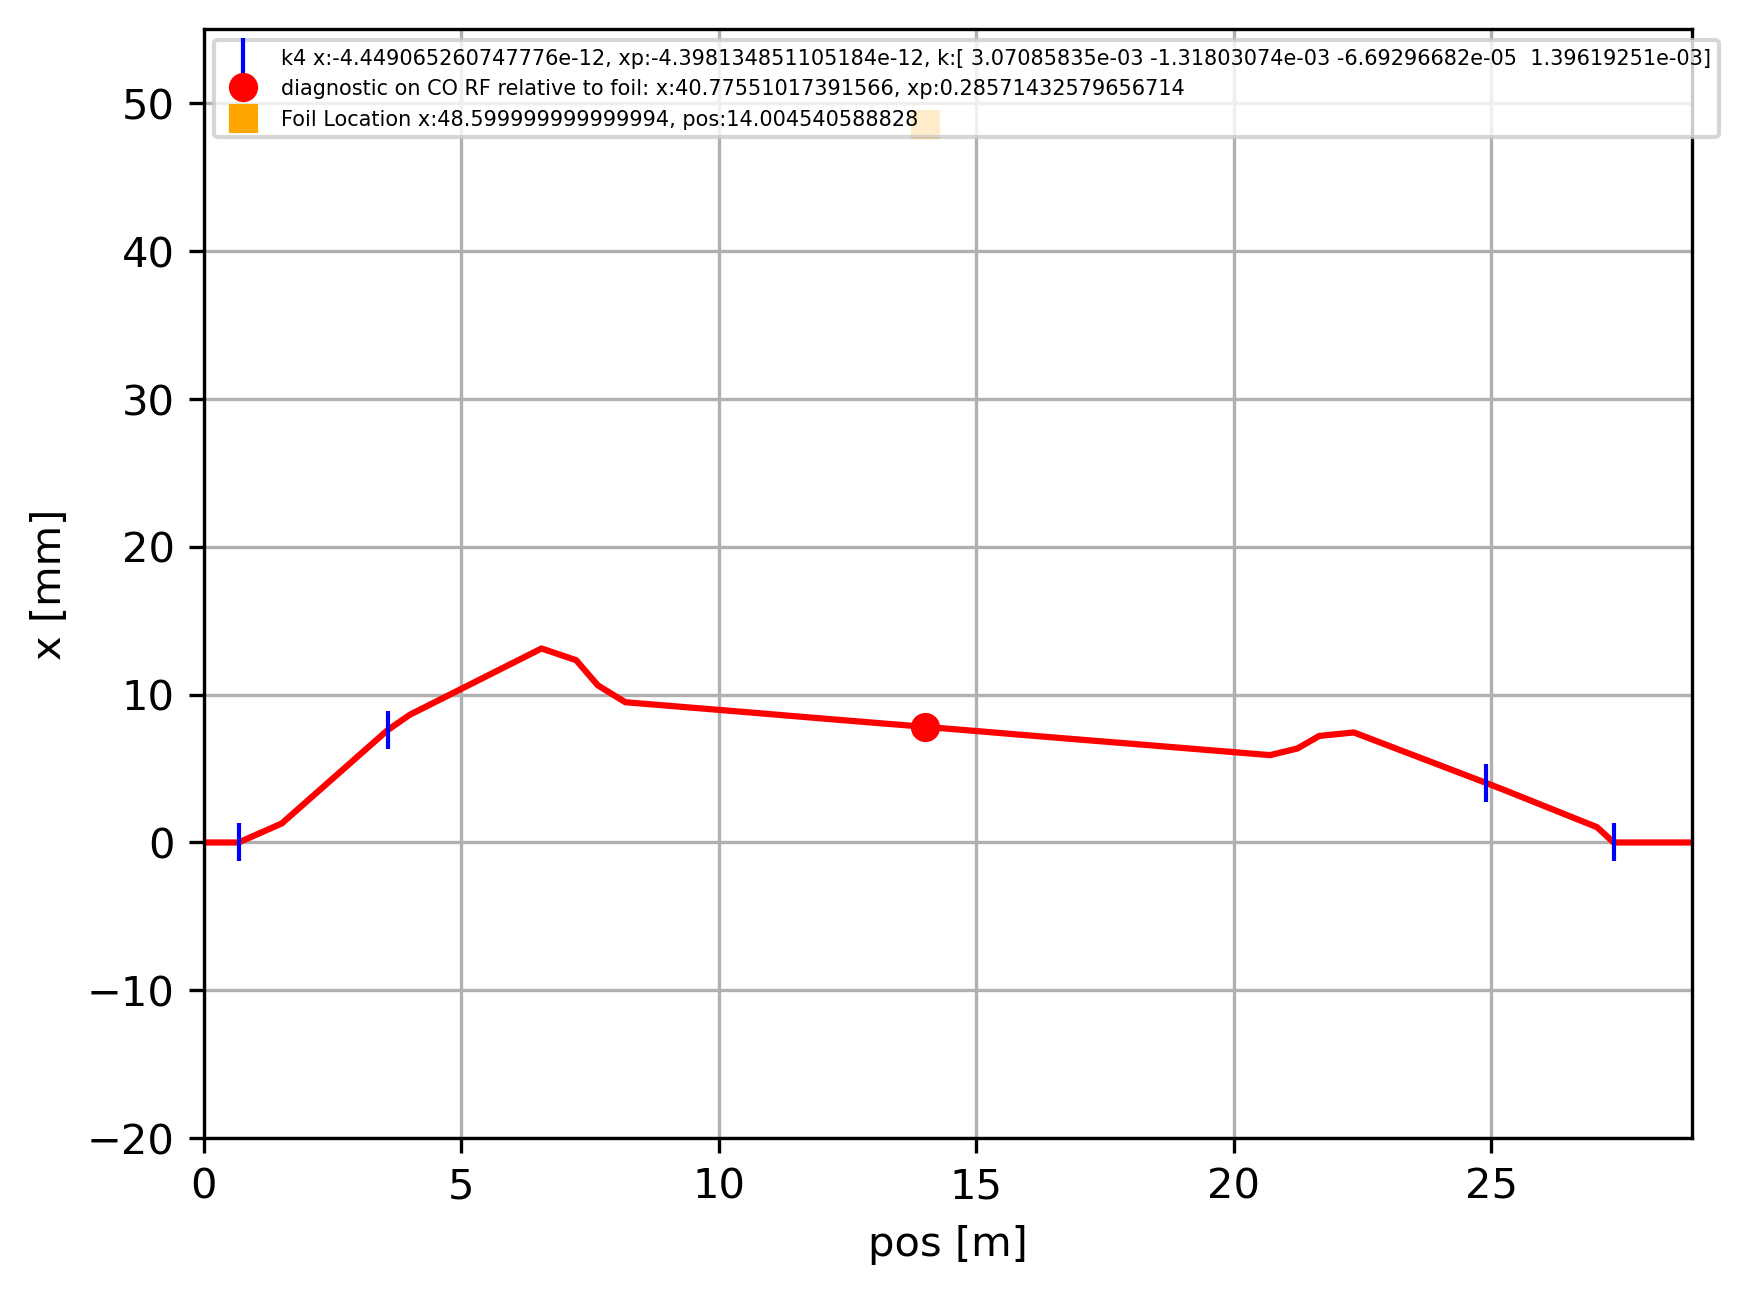 k4 x:-4.449065260747776e-12, xp:-4.398134851105184e-12, k:[ 3.07085835e-03 -1.31803074e-03 -6.69296682e-05  1.39619251e-03]
diagnostic on CO RF relative to foil: x:40.77551017391566, xp:0.28571432579656714
Foil Location x:48.599999999999994, pos:14.004540588828
50
40
30
20
10
0
−10
−20
x [mm]
0 5 10 15 20 25
pos [m]